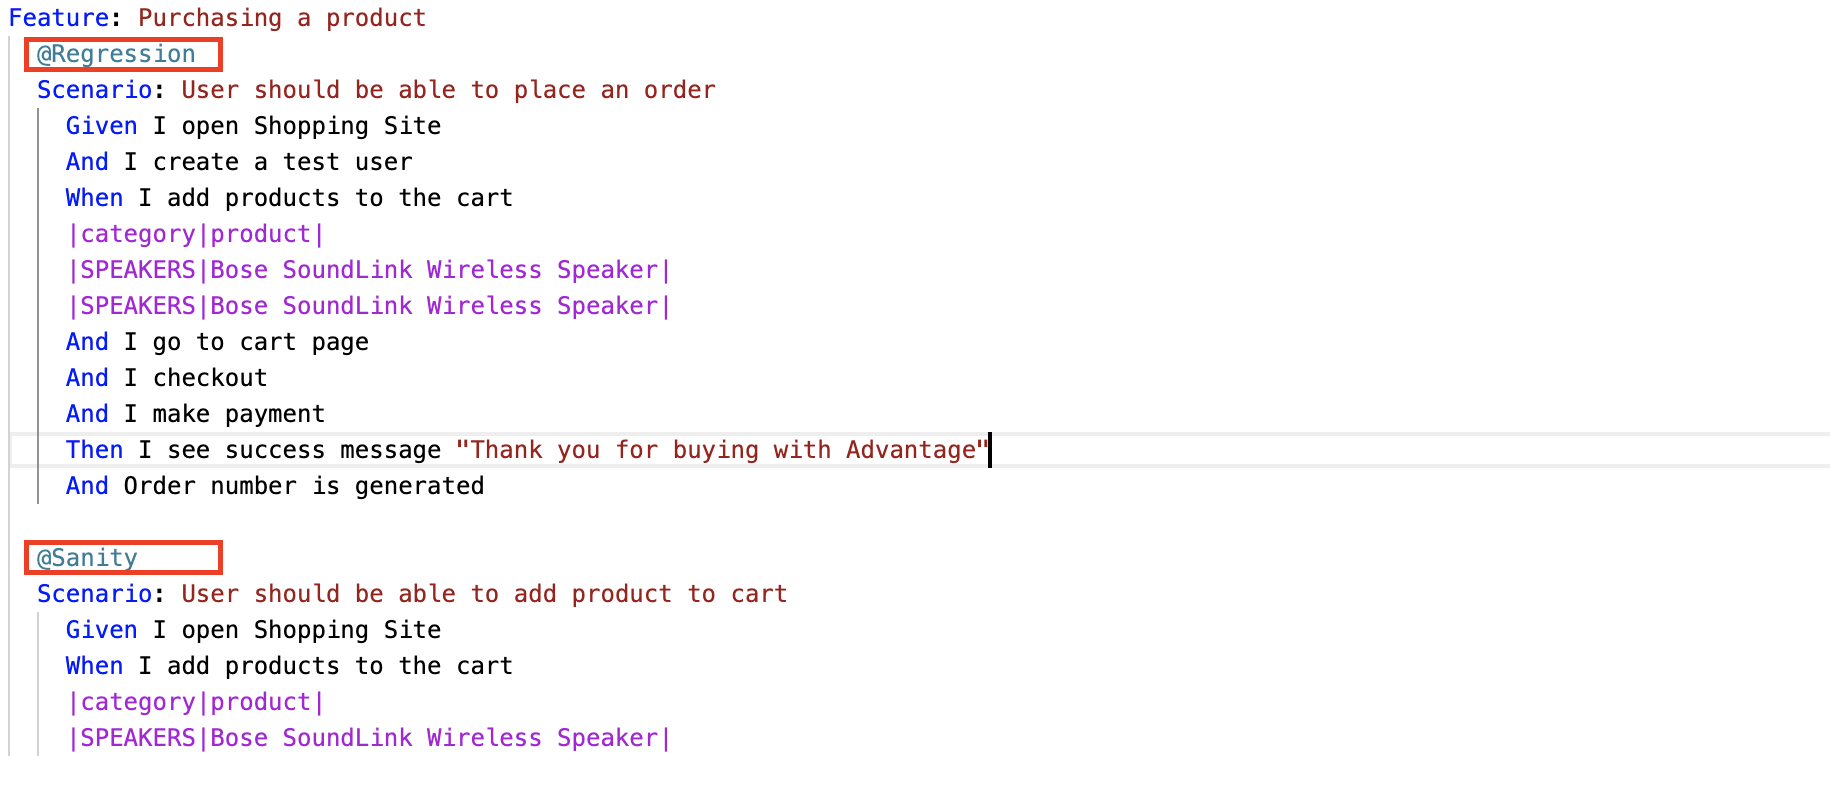 Feature: Purchasing a product
@Regression
Scenario: User should be able to place an order
Given I open Shopping Site
And I create a test user
When I add products to the cart
|category|product|
|SPEAKERS|Bose SoundLink Wireless Speaker|
|SPEAKERS|Bose SoundLink Wireless Speaker|
And I go to cart page
And I checkout
And I make payment
Then I see success message "Thank you for buying with Advantage"
And Order number is generated
@Sanity
Scenario: User should be able to add product to cart
Given I open Shopping Site
When I add products to the cart
|category|product|
|SPEAKERS|Bose SoundLink Wireless Speaker|